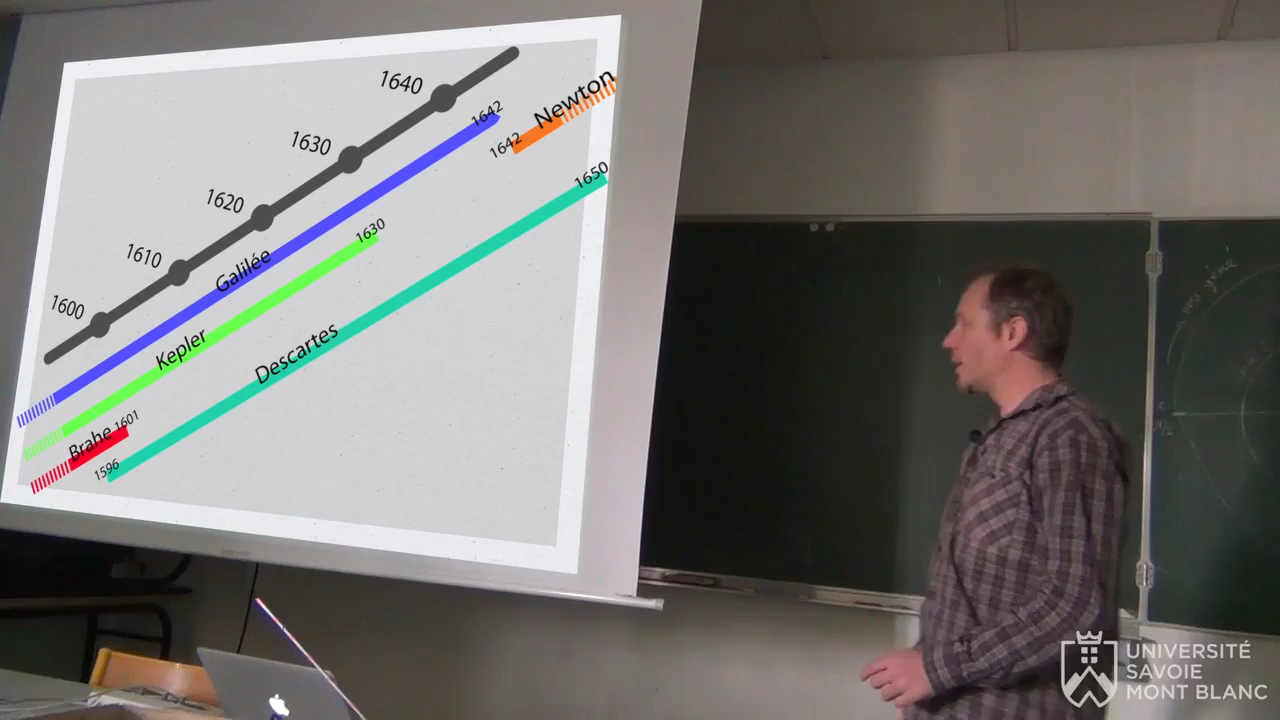 1640
1630
1620
1610
1600
Newton
1642
1642
1650
Galilée
1630
Kepler
Descartes
Brahe 1601
1596
UNIVERSITÉ
SAVOIE
MONT BLANC